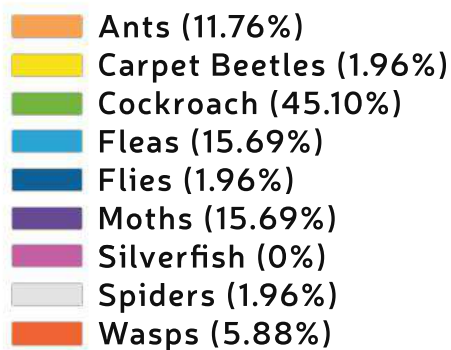 Ants (11.76%)
Carpet Beetles (1.96%)
Cockroach (45.10%)
Fleas (15.69%)
Flies (1.96%)
Moths (15.69%)
Silverfish (0%)
Spiders (1.96%)
Wasps (5.88%)